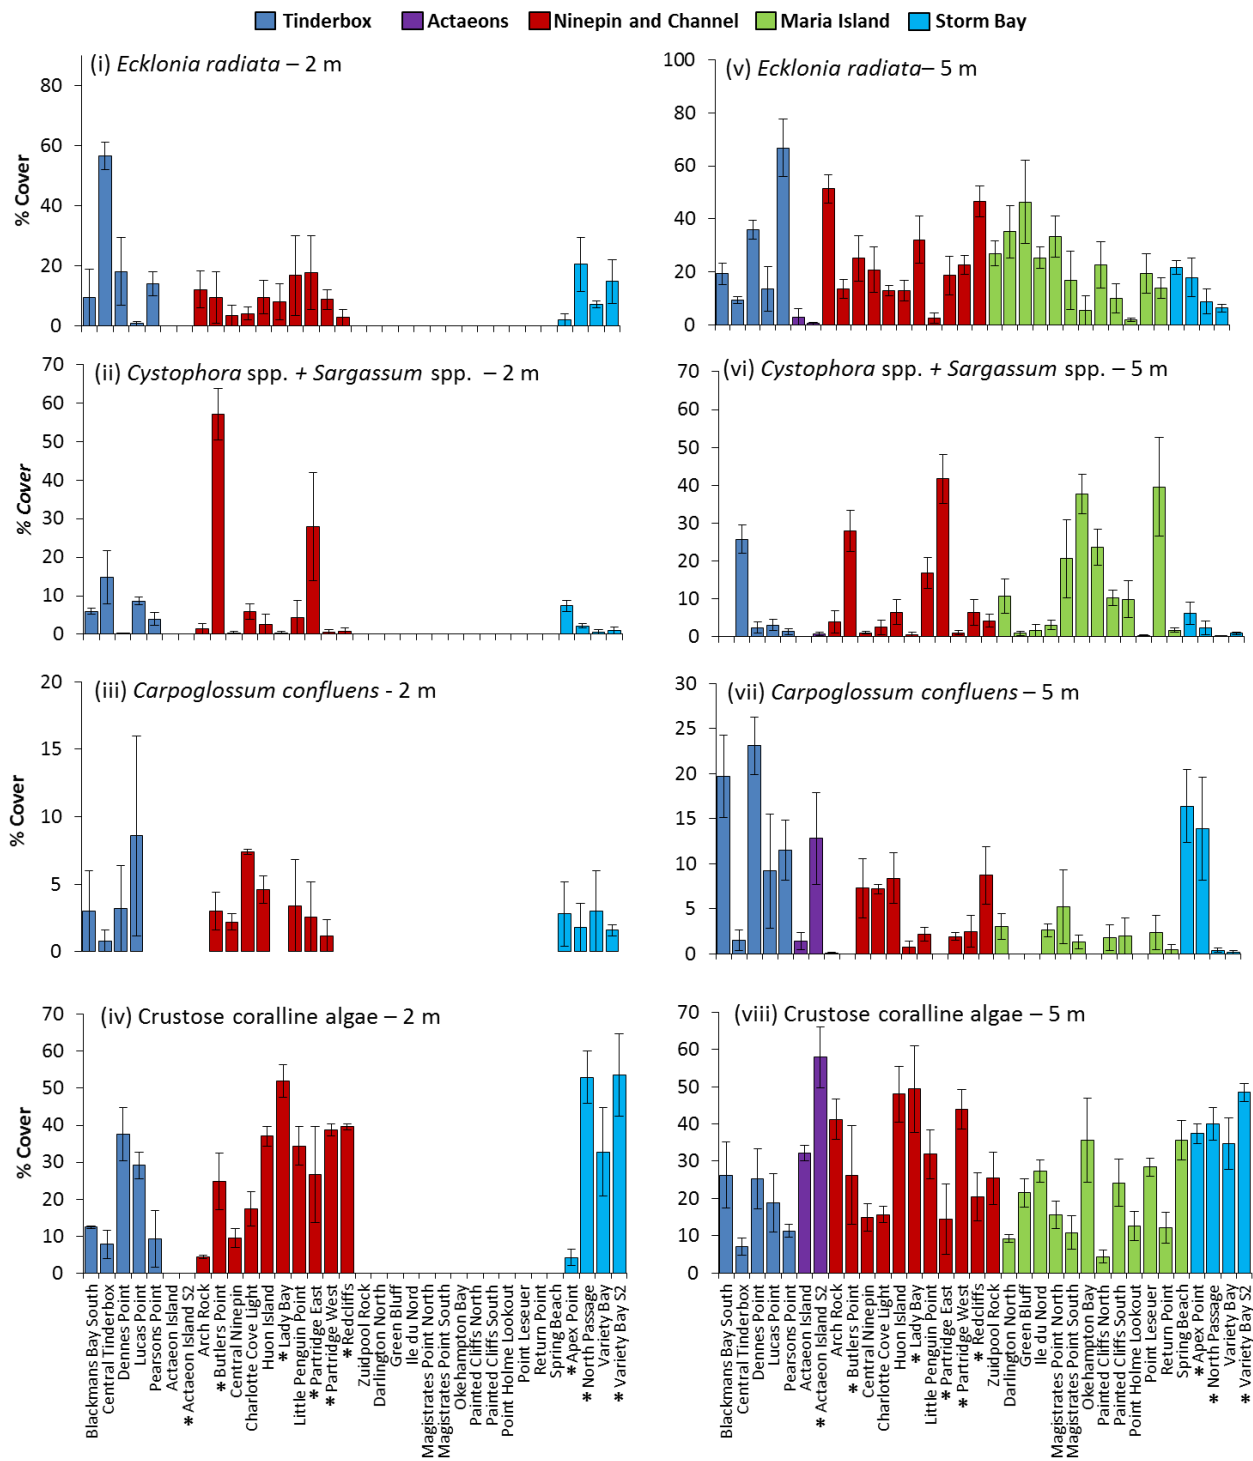 Tinderbox Actaeons Ninepin and Channel Maria Island Storm Bay
(i) Ecklonia radiata – 2 m
% Cover
80
60
40
20
0
(v) Ecklonia radiata– 5 m
100
80
60
40
20
0
(ii) Cystophora spp. + Sargassum spp. – 2 m
% Cover
70
60
50
40
30
20
10
0
(vi) Cystophora spp. + Sargassum spp. – 5 m
70
60
50
40
30
20
10
0
(iii) Carpoglossum confluens - 2 m
% Cover
20
15
10
5
0
(vii) Carpoglossum confluens – 5 m
30
25
20
15
10
5
0
(iv) Crustose coralline algae – 2 m
% Cover
70
60
50
40
30
20
10
0
Blackmans Bay South
Central Tinderbox
Dennes Point
Lucas Point
Pearsons Point
Actaeon Island
* Actaeon Island S2
Arch Rock
* Butlers Point
Central Ninepin
Charlotte Cove Light
Huon Island
* Lady Bay
Little Penguin Point
* Partridge East
* Partridge West
* Redcliffs
Zuidpool Rock
Darlington North
Green Bluff
Ile du Nord
Magistrates Point North
Magistrates Point South
Okehampton Bay
Painted Cliffs North
Painted Cliffs South
Point Holme Lookout
Point Leseuer
Return Point
Spring Beach
* Apex Point
* North Passage
Variety Bay
* Variety Bay S2
(viii) Crustose coralline algae – 5 m
70
60
50
40
30
20
10
0
Blackmans Bay South
Central Tinderbox
Dennes Point
Lucas Point
Pearsons Point
Actaeon Island
* Actaeon Island S2
Arch Rock
* Butlers Point
Central Ninepin
Charlotte Cove Light
Huon Island
* Lady Bay
Little Penguin Point
* Partridge East
* Partridge West
* Redcliffs
Zuidpool Rock
Darlington North
Green Bluff
Ile du Nord
Magistrates Point North
Magistrates Point South
Okehampton Bay
Painted Cliffs North
Painted Cliffs South
Point Holme Lookout
Point Leseuer
Return Point
Spring Beach
* Apex Point
* North Passage
Variety Bay
* Variety Bay S2